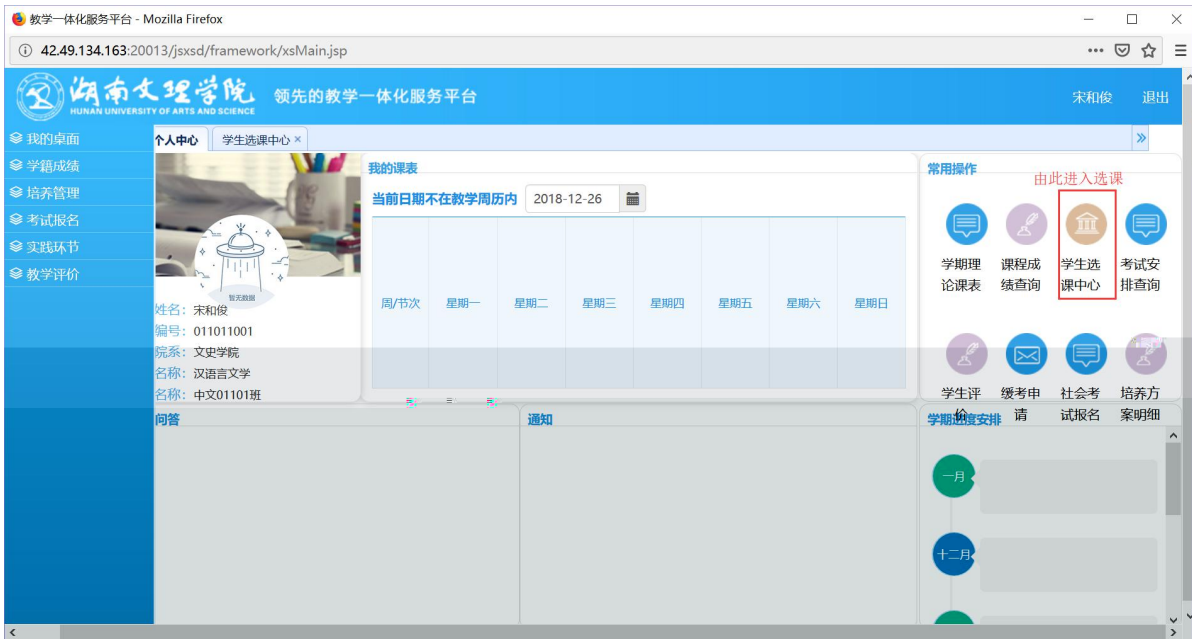 教学一体化服务平台 - Mozilla Firefox
42.49.134.163:20013/jsxsd/framework/xsMain.jsp
湖南文理学院
HUNAN UNIVERSITY OF ARTS AND SCIENCE
领先的教学一体化服务平台
宋和俊 退出
我的桌面
学籍成绩
培养管理
考试报名
实践环节
教学评价
个人中心 学生选课中心
暂无数据
姓名：宋和俊
编号：011011001
院系：文史学院
名称：汉语言文学
名称：中文01101班
我的课表
当前日期不在教学周历内 2018-12-26
周/节次 星期一 星期二 星期三 星期四 星期五 星期六 星期日
常用操作
由此进入选课
学期理论课表
课程成绩查询
学生选课中心
考试安排查询
学生评价
缓考申请
社会考试报名
培养方案明细
问答
通知
学期进度安排
一月
十二月